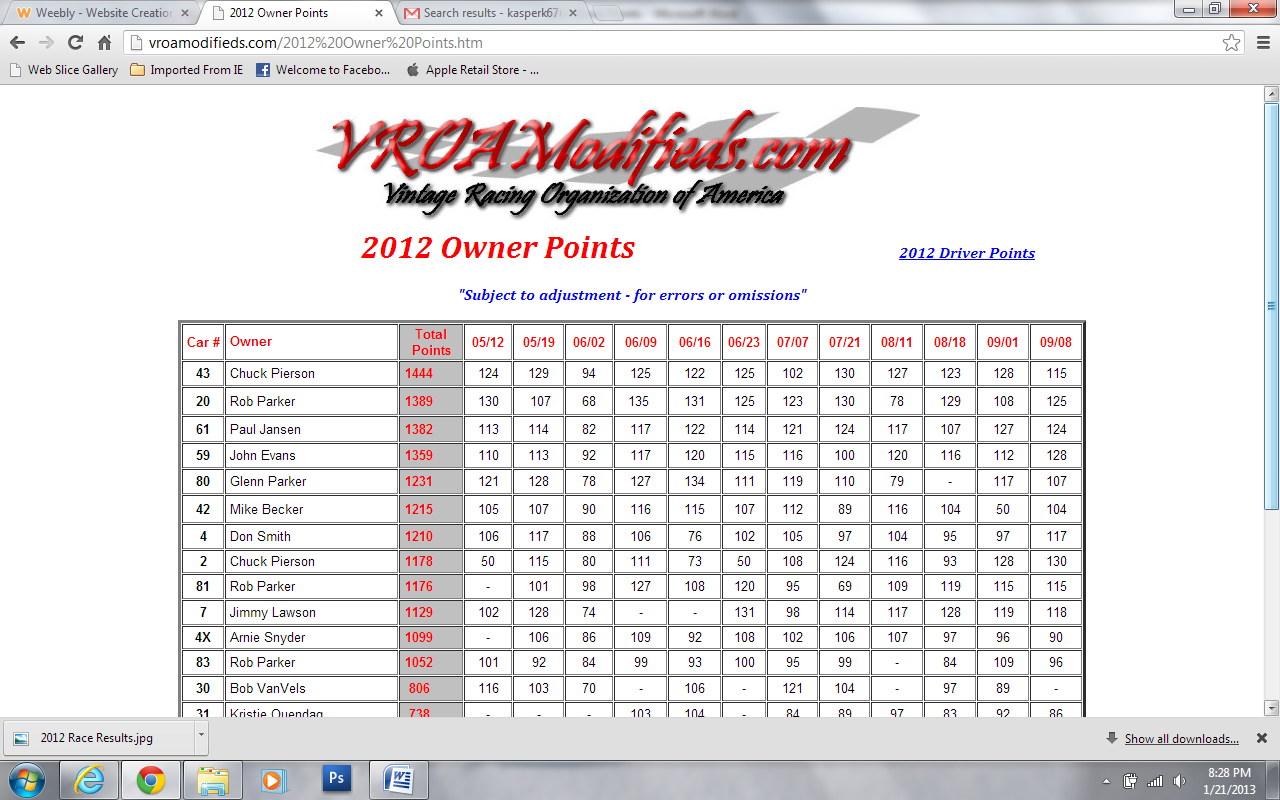 Weebly - Website Creation
2012 Owner Points
Search results - kasperk67
vroamodifieds.com/2012%20Owner%20Points.htm
Web Slice Gallery Imported From IE Welcome to Facebo... Apple Retail Store - ...
VROAModifieds.com
Vintage Racing Organization of America
2012 Owner Points 2012 Driver Points
"Subject to adjustment - for errors or omissions"
Car # Owner Total Points 05/12 05/19 06/02 06/09 06/16 06/23 07/07 07/21 08/11 08/18 09/01 09/08
43 Chuck Pierson 1444 124 129 94 125 122 125 102 130 127 123 128 115
20 Rob Parker 1389 130 107 68 135 131 125 123 130 78 129 108 125
61 Paul Jansen 1382 113 114 82 117 122 114 121 124 117 107 127 124
59 John Evans 1359 110 113 92 117 120 115 116 100 120 116 112 128
80 Glenn Parker 1231 121 128 78 127 134 111 119 110 79 - 117 107
42 Mike Becker 1215 105 107 90 116 115 107 112 89 116 104 50 104
4 Don Smith 1210 106 117 88 106 76 102 105 97 104 95 97 117
2 Chuck Pierson 1178 50 115 80 111 73 50 108 124 116 93 128 130
81 Rob Parker 1176 - 101 98 127 108 120 95 69 109 119 115 115
7 Jimmy Lawson 1129 102 128 74 - - 131 98 114 117 128 119 118
4X Arnie Snyder 1099 - 106 86 109 92 108 102 106 107 97 96 90
83 Rob Parker 1052 101 92 84 99 93 100 95 99 - 84 109 96
30 Bob VanVels 806 116 103 70 - 106 - 121 104 - 97 89 -
31 Kristie Ouendag 738 - - - 103 104 - 84 89 97 83 92 86
2012 Race Results.jpg Show all downloads...
Ps
W
8:28 PM
1/21/2013